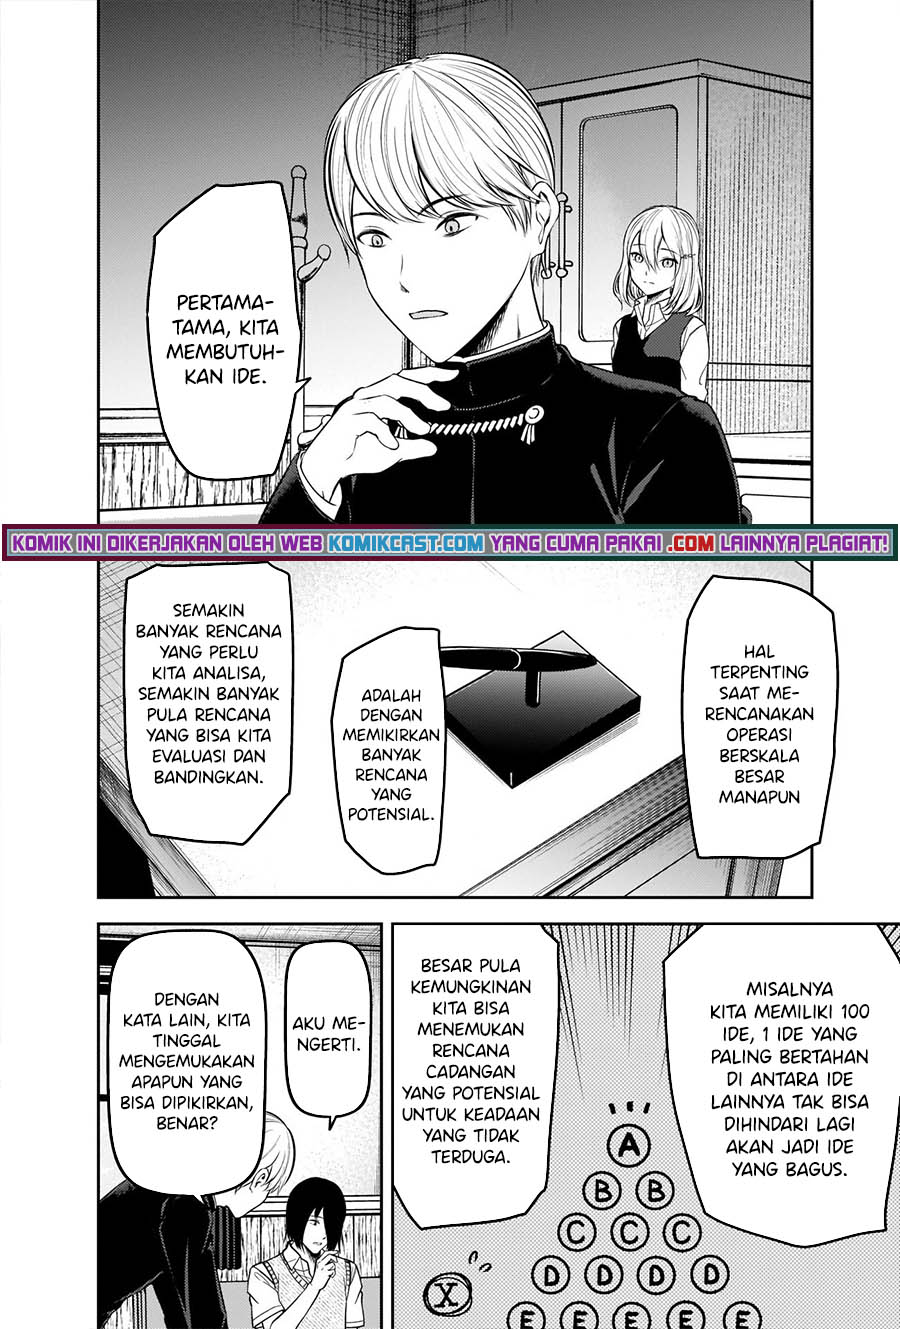 PERTAMA-
TAMA, KITA
MEMBUTUH-
KAN IDE.
KOMIK INI DIKERJAKAN OLEH WEB KOMIKCAST.COM YANG CUMA PAKAI .COM LAINNYA PLAGIAT!
HAL
TERPENTING
SAAT ME-
RENCANAKAN
OPERASI
BERSKALA
BESAR
MANAPUN
ADALAH
DENGAN
MEMIKIRKAN
BANYAK
RENCANA
YANG
POTENSIAL.
SEMAKIN
BANYAK RENCANA
YANG PERLU
KITA ANALISA,
SEMAKIN BANYAK
PULA RENCANA
YANG BISA KITA
EVALUASI DAN
BANDINGKAN.
MISALNYA
KITA MEMILIKI 100
IDE, 1 IDE YANG
PALING BERTAHAN
DI ANTARA IDE
LAINNYA TAK BISA
DIHINDARI LAGI
AKAN JADI IDE
YANG BAGUS.
BESAR PULA
KEMUNGKINAN
KITA BISA
MENEMUKAN
RENCANA
CADANGAN
YANG POTENSIAL
UNTUK KEADAAN
YANG TIDAK
TERDUGA.
A
B B
C C C
D D D D
E E E E E
X
AKU ME-
NGERTI.
DENGAN
KATA LAIN, KITA
TINGGAL
MENGEMUKAKAN
APAPUN YANG
BISA DIPIKIRKAN,
BENAR?